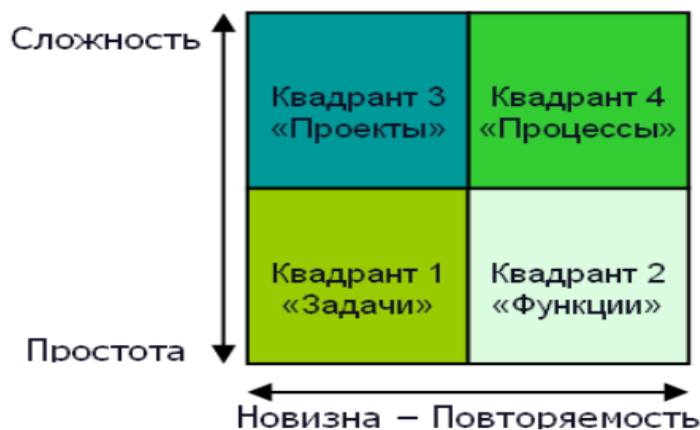 Сложность
Квадрант 3
«Проекты»
Квадрант 4
«Процессы»
Квадрант 1
«Задачи»
Квадрант 2
«Функции»
Простота
Новизна – Повторяемость